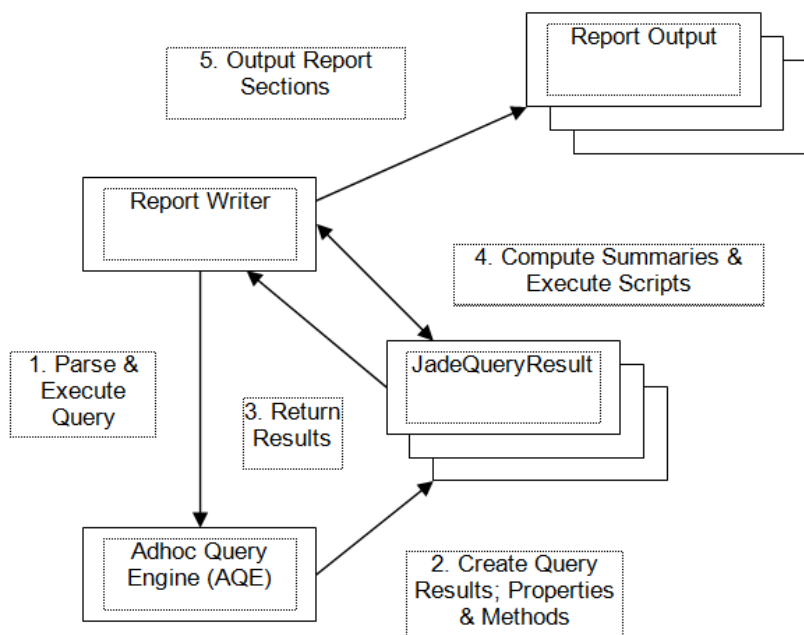 Report Output
5. Output Report
Sections
Report Writer
4. Compute Summaries &
Execute Scripts
1. Parse &
Execute
Query
JadeQueryResult
3. Return
Results
Adhoc Query
Engine (AQE)
2. Create Query
Results; Properties
& Methods